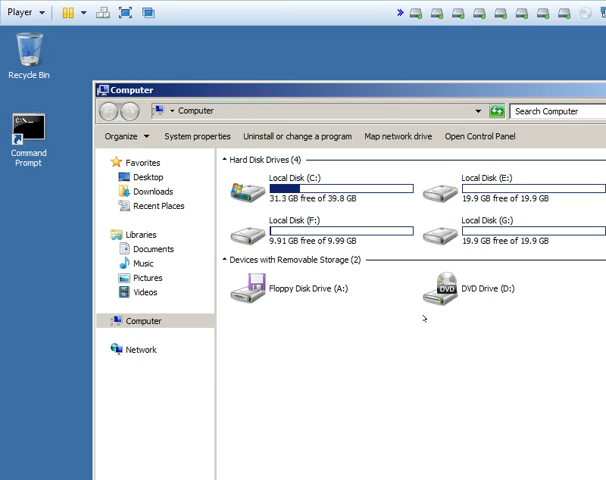 Player
Recycle Bin
Command
Prompt
Computer
Computer
Search Computer
Organize System properties Uninstall or change a program Map network drive Open Control Panel
Favorites
Desktop
Downloads
Recent Places
Libraries
Documents
Music
Pictures
Videos
Computer
Network
Hard Disk Drives (4)
Local Disk (C:)
31.3 GB free of 39.8 GB
Local Disk (E:)
19.9 GB free of 19.9 GB
Local Disk (F:)
9.91 GB free of 9.99 GB
Local Disk (G:)
19.9 GB free of 19.9 GB
Devices with Removable Storage (2)
Floppy Disk Drive (A:)
DVD
DVD Drive (D:)